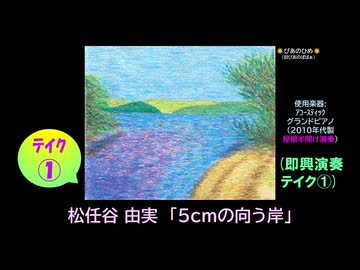 🌟ぴあのひめ🌟
(旧ぴあのばばぁ)
テイク
①
使用楽器:
アコースティック
グランドピアノ
(2010年代製
屋根半開け演奏)
(即興演奏
テイク①)
松任谷 由実 「5cmの向う岸」